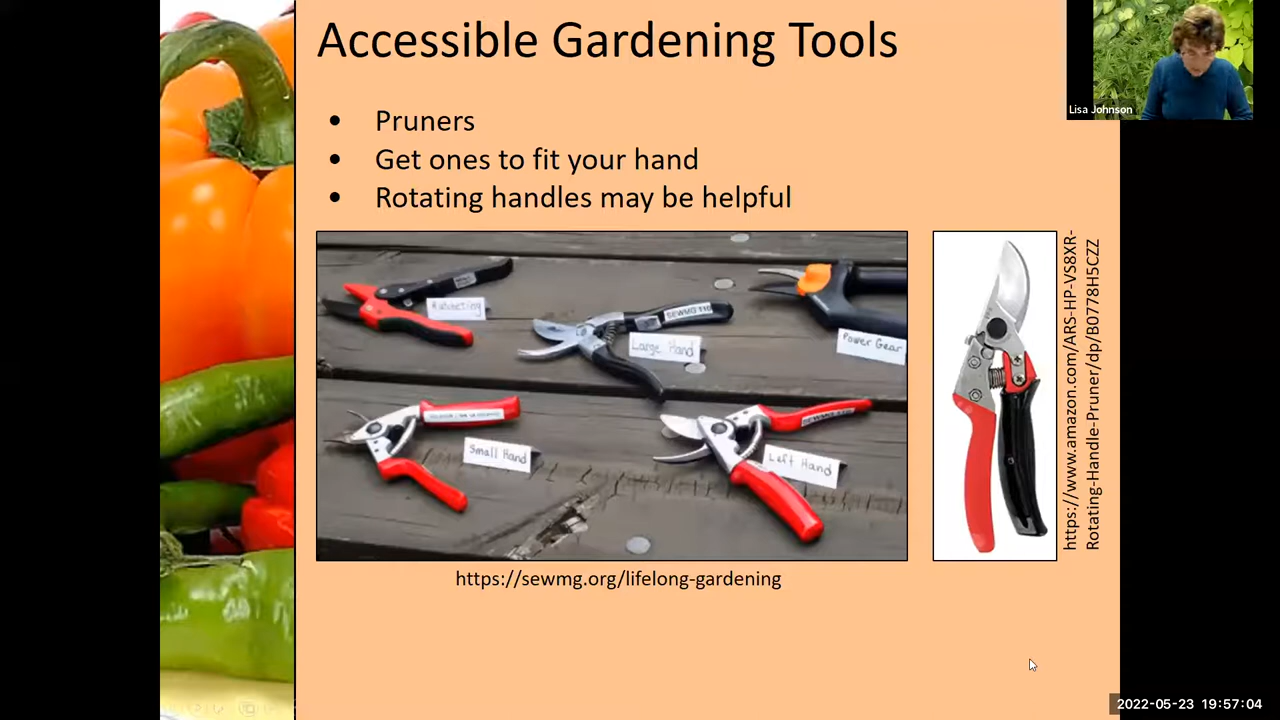 Accessible Gardening Tools
Lisa Johnson
• Pruners
• Get ones to fit your hand
• Rotating handles may be helpful
Ratcheting
SEWMG 110
Large Hand
Power Gear
Small Hand
Left Hand
https://www.amazon.com/ARS-HP-VS8XR-
Rotating-Handle-Pruner/dp/B0778H5CZZ
https://sewmg.org/lifelong-gardening
2022-05-23 19:57:04